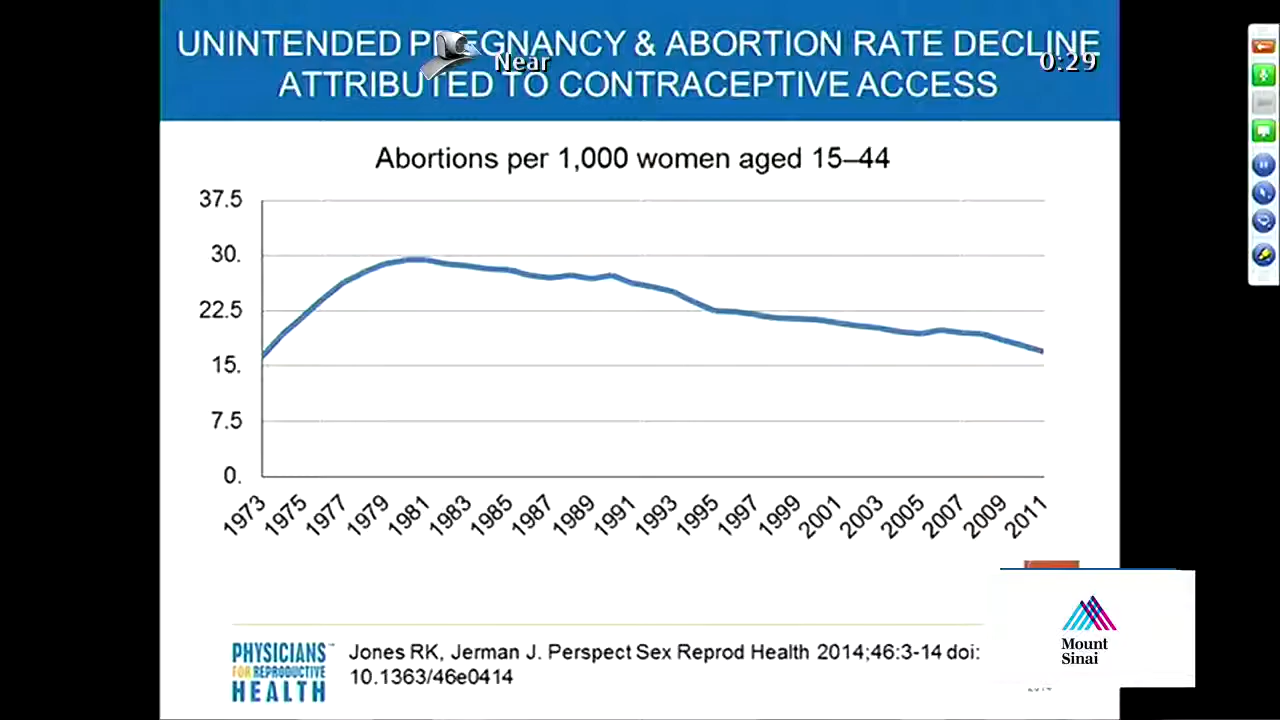 UNINTENDED PREGNANCY & ABORTION RATE DECLINE
Near
0:29
ATTRIBUTED TO CONTRACEPTIVE ACCESS
Abortions per 1,000 women aged 15–44
37.5
30.
22.5
15.
7.5
0.
1973 1975 1977 1979 1981 1983 1985 1987 1989 1991 1993 1995 1997 1999 2001 2003 2005 2007 2009 2011
PHYSICIANS
FOR REPRODUCTIVE
HEALTH
Jones RK, Jerman J. Perspect Sex Reprod Health 2014;46:3-14 doi:
10.1363/46e0414
Mount
Sinai